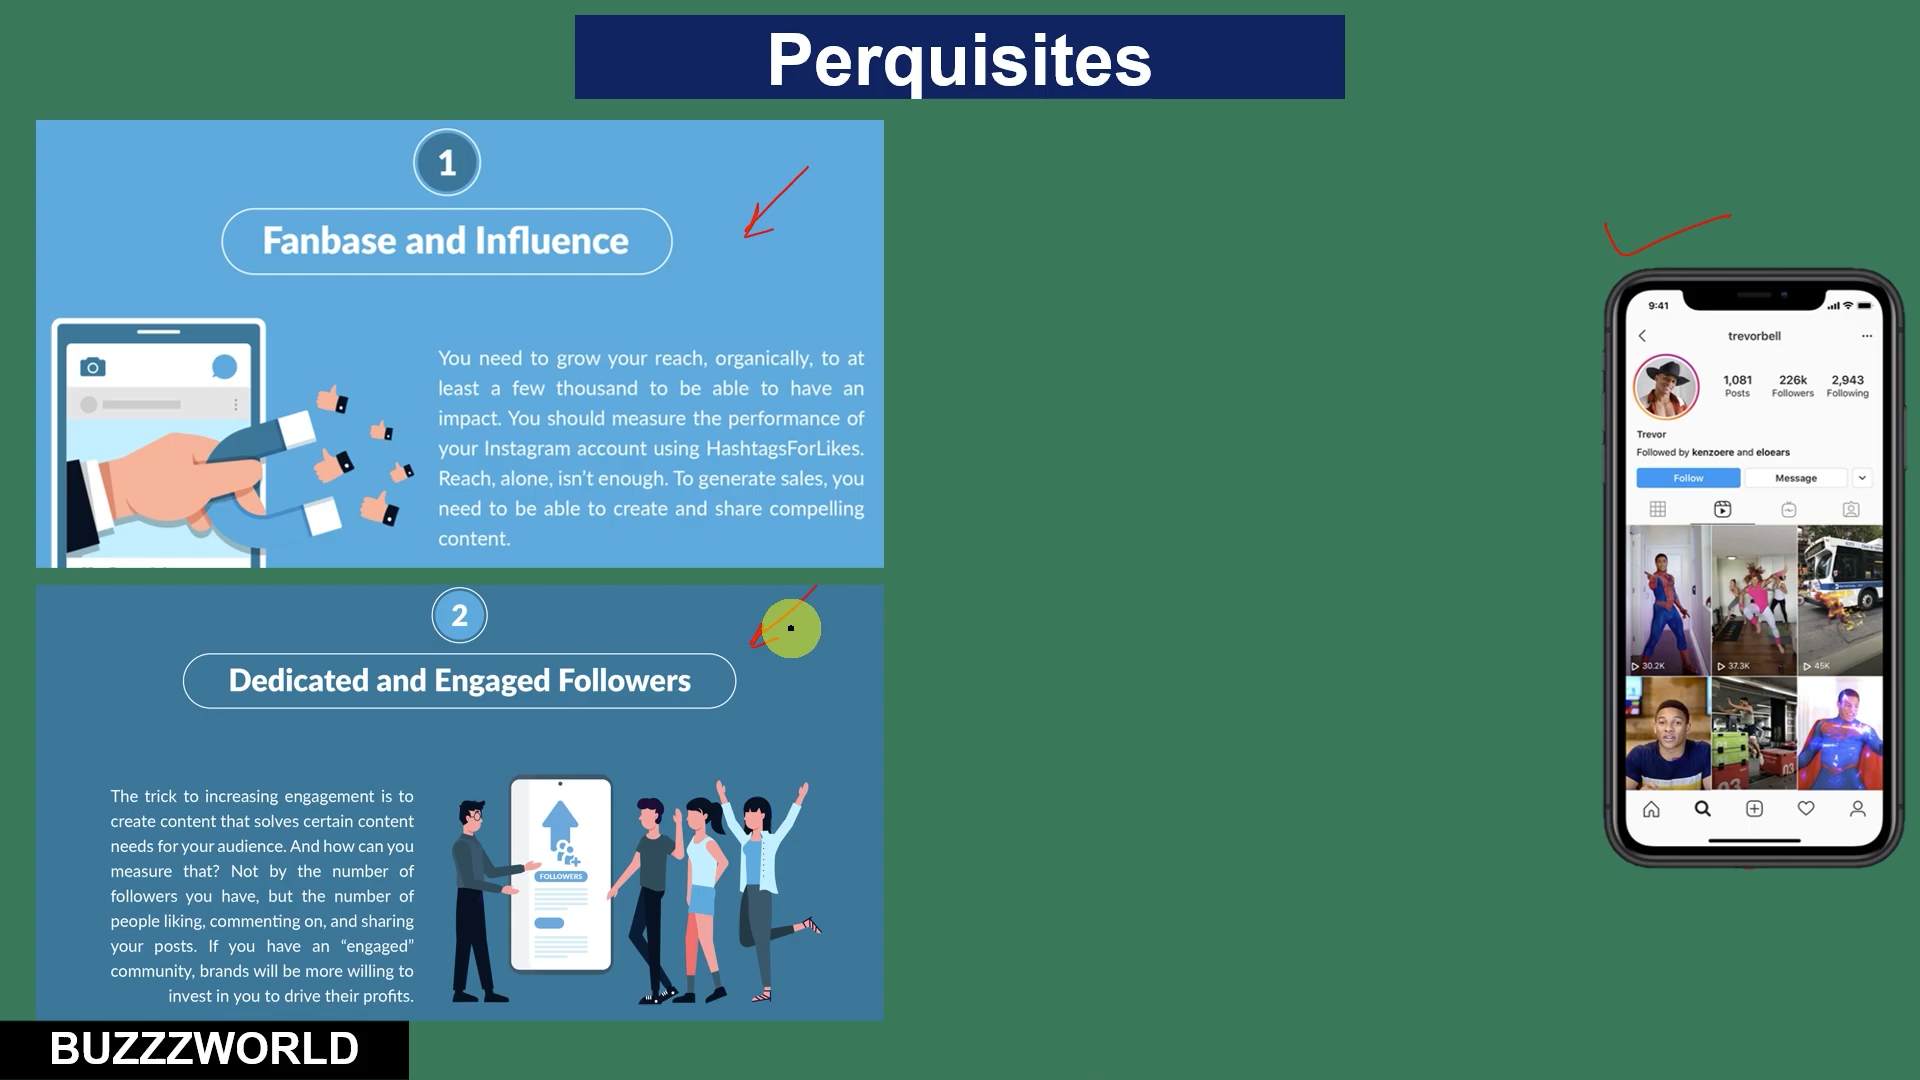 Perquisites
1
Fanbase and Influence
You need to grow your reach, organically, to at
least a few thousand to be able to have an
impact. You should measure the performance of
your Instagram account using HashtagsForLikes.
Reach, alone, isn't enough. To generate sales, you
need to be able to create and share compelling
content.
2
Dedicated and Engaged Followers
The trick to increasing engagement is to
create content that solves certain content
needs for your audience. And how can you
measure that? Not by the number of
followers you have, but the number of
people liking, commenting on, and sharing
your posts. If you have an “engaged”
community, brands will be more willing to
invest in you to drive their profits.
FOLLOWERS
BUZZZWORLD
9:41
trevorbell
1,081 226k 2,943
Posts Followers Following
Trevor
Followed by kenzoere and eloears
Follow Message
30.2K 37.3K 45K
03 03